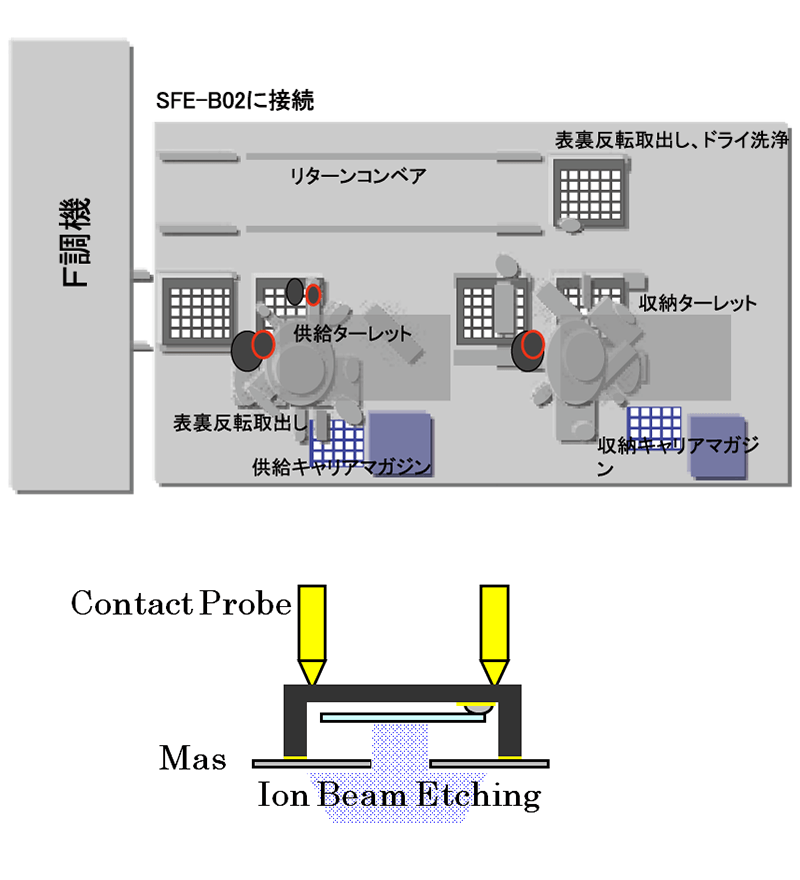 SFE-B02に接続
表裏反転取出し、ドライ洗浄
リターンコンベア
F調機
収納ターレット
供給ターレット
表裏反転取出し
供給キャリアマガジン
収納キャリアマガジ
ン
Contact Probe
Mas
Ion Beam Etching